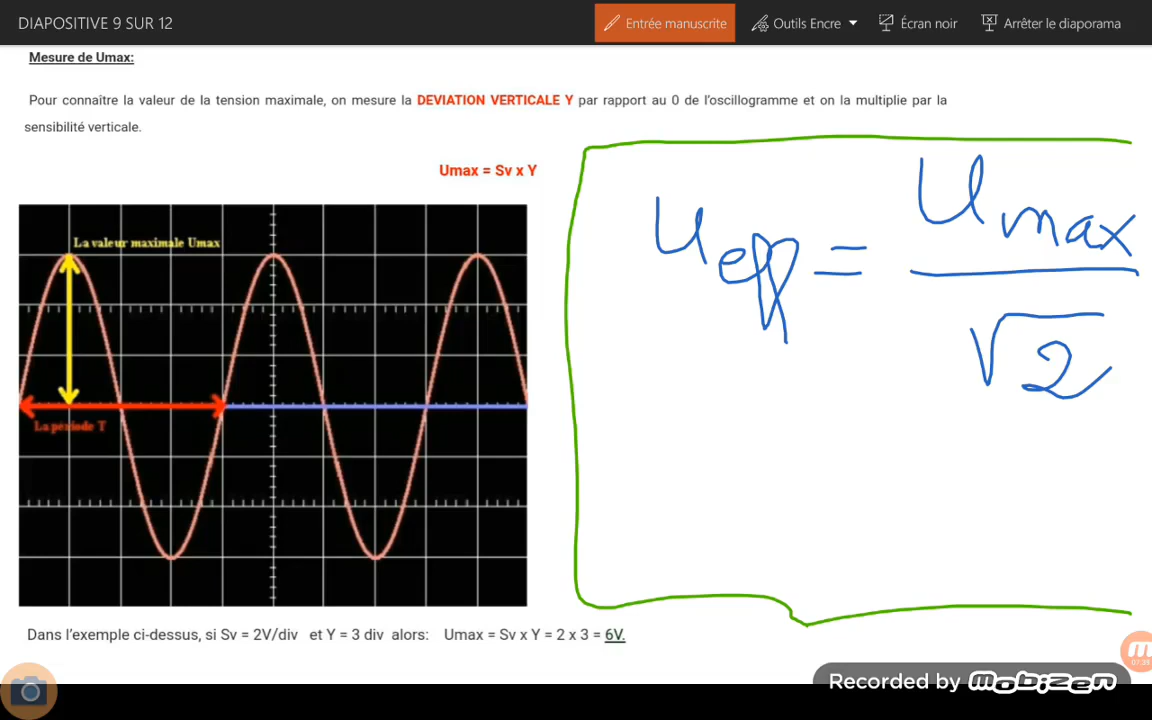 DIAPOSITIVE 9 SUR 12
Entrée manuscrite
Outils Encre
Écran noir
Arrêter le diaporama
Mesure de Umax:
Pour connaître la valeur de la tension maximale, on mesure la DEVIATION VERTICALE Y par rapport au 0 de l'oscillogramme et on la multiplie par la
sensibilité verticale.
Umax = Sv x Y
La valeur maximale Umax
La période T
Ueff = Umax / √2
Dans l'exemple ci-dessus, si Sv = 2V/div et Y = 3 div alors: Umax = Sv x Y = 2 x 3 = 6V.
07:39
Recorded by mobizen